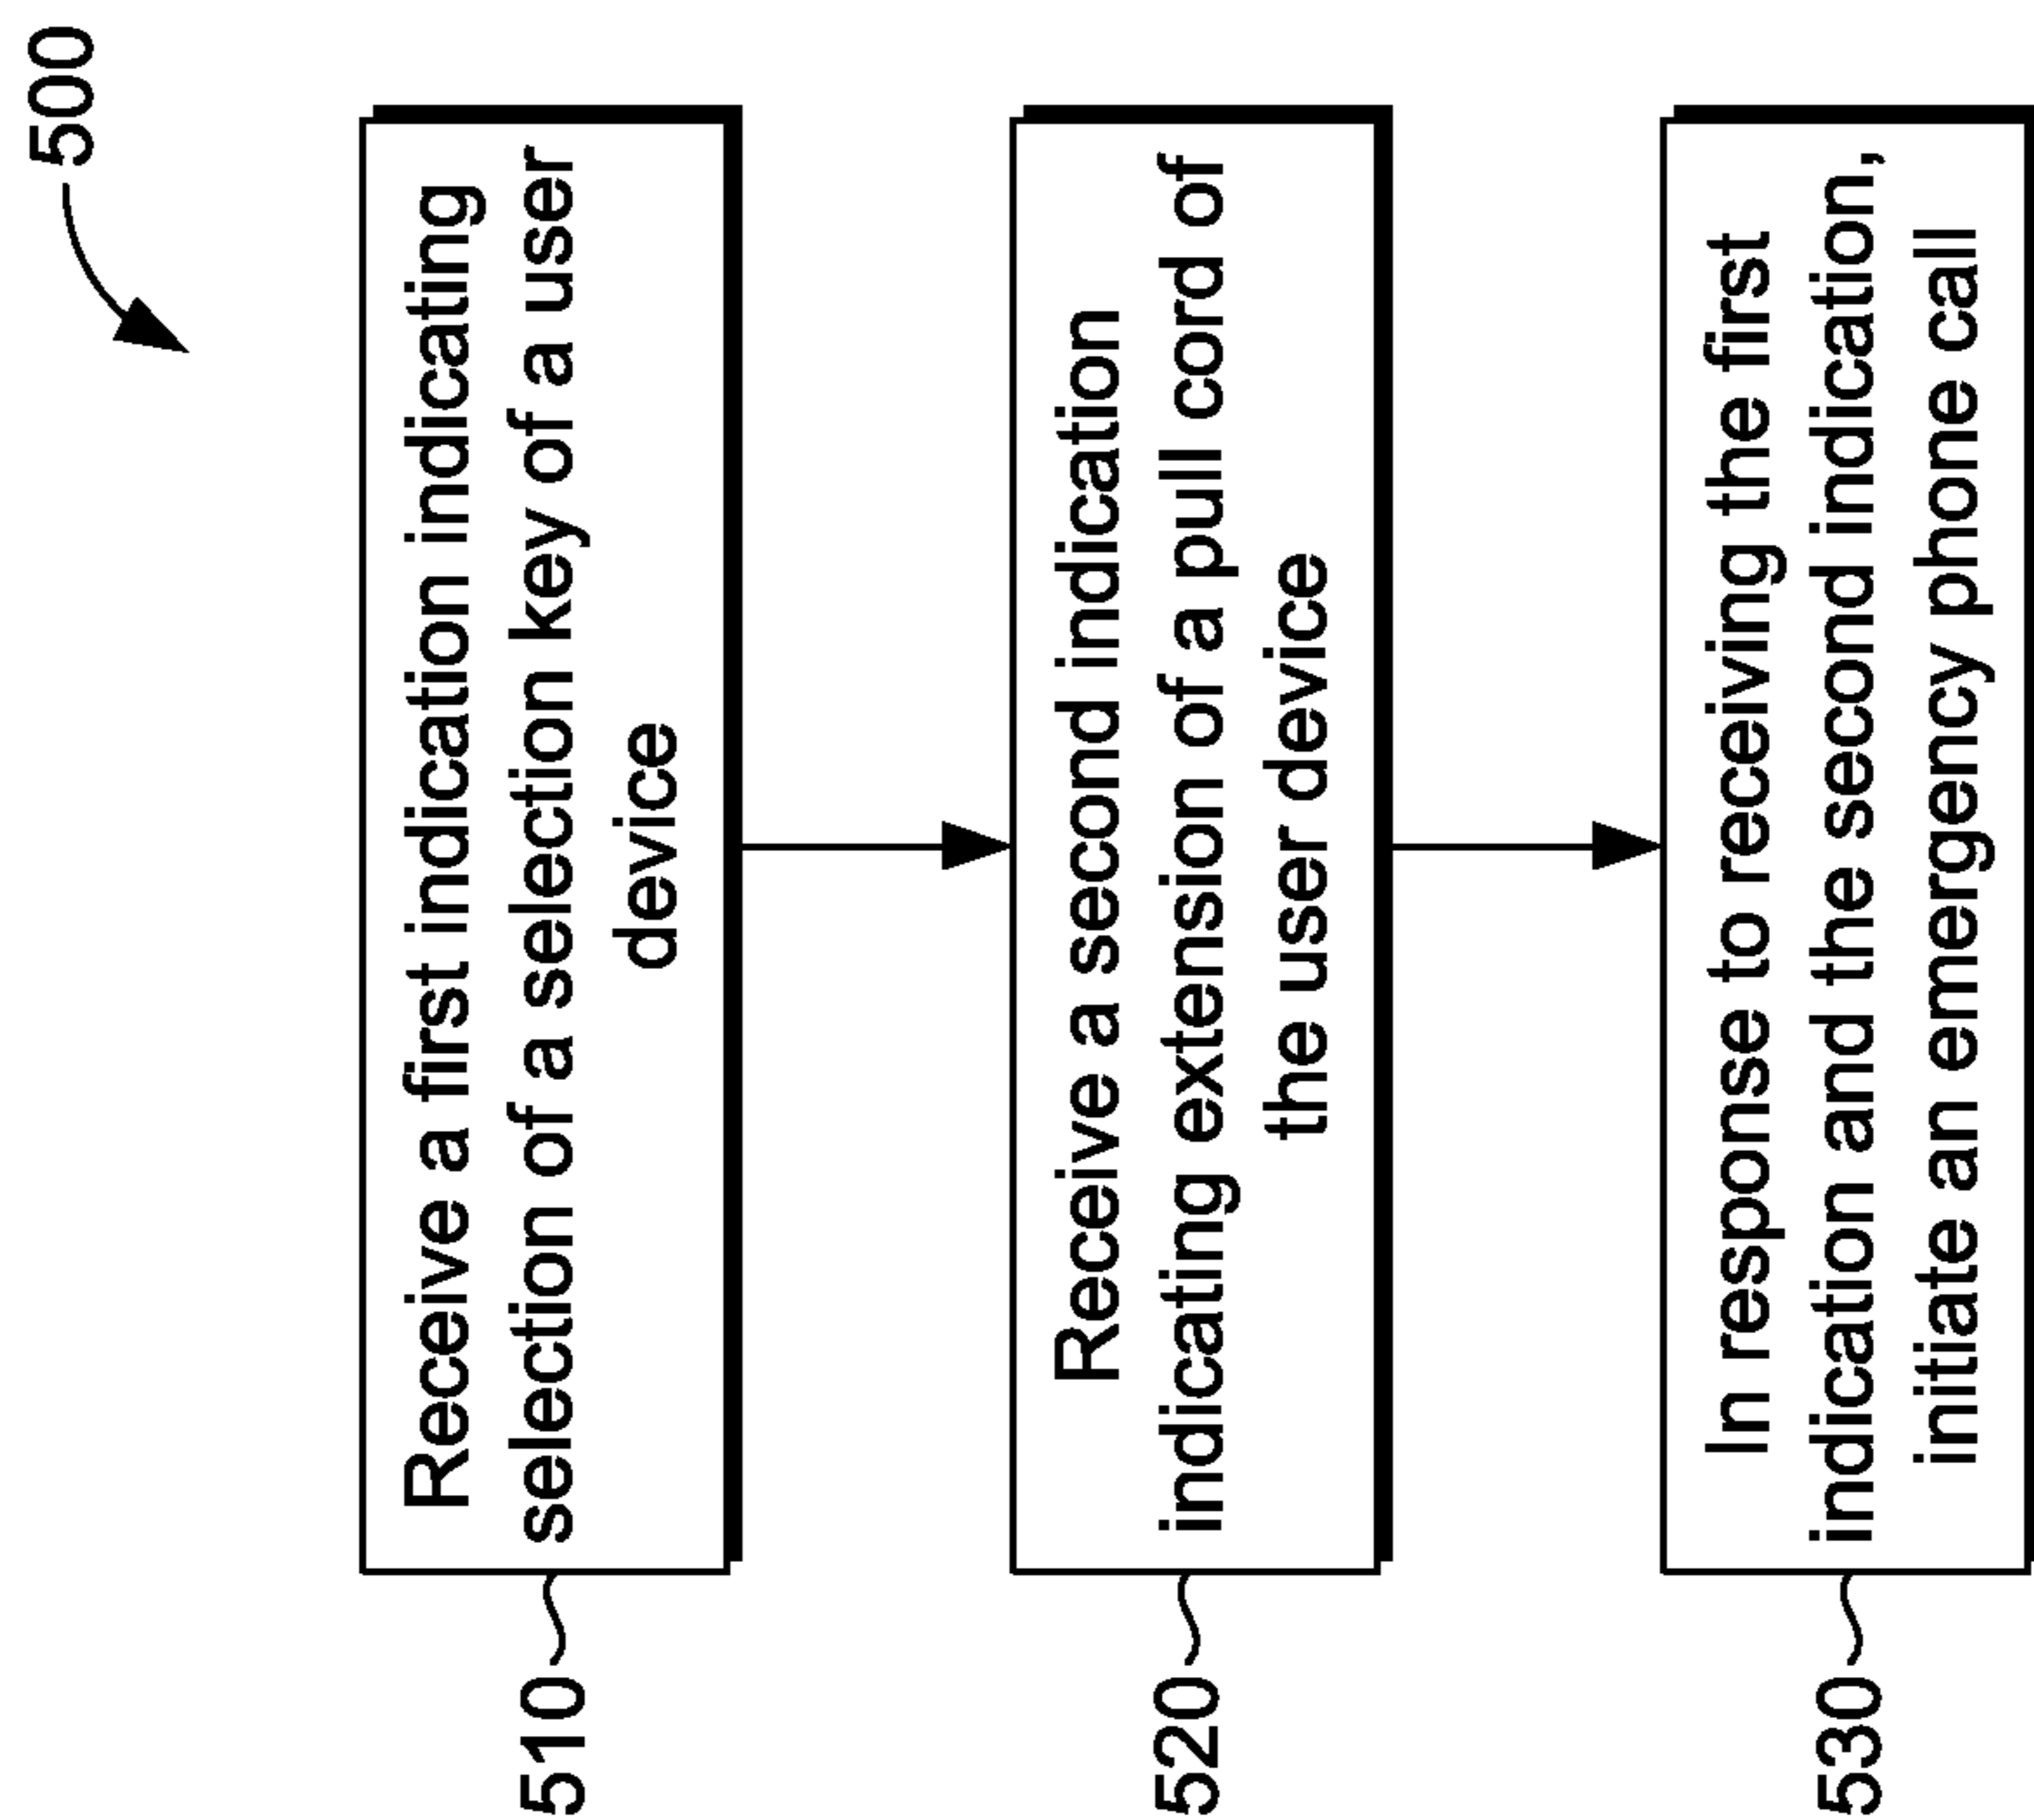 500
510
Receive a first indication indicating
selection of a selection key of a user
device
520
Receive a second indication
indicating extension of a pull cord of
the user device
530
In response to receiving the first
indication and the second indication,
initiate an emergency phone call